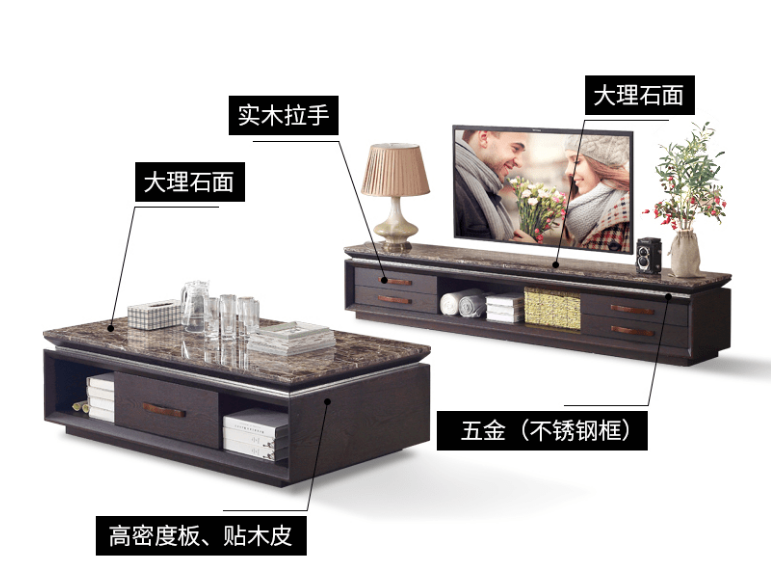 大理石面
实木拉手
大理石面
五金（不锈钢框）
高密度板、贴木皮